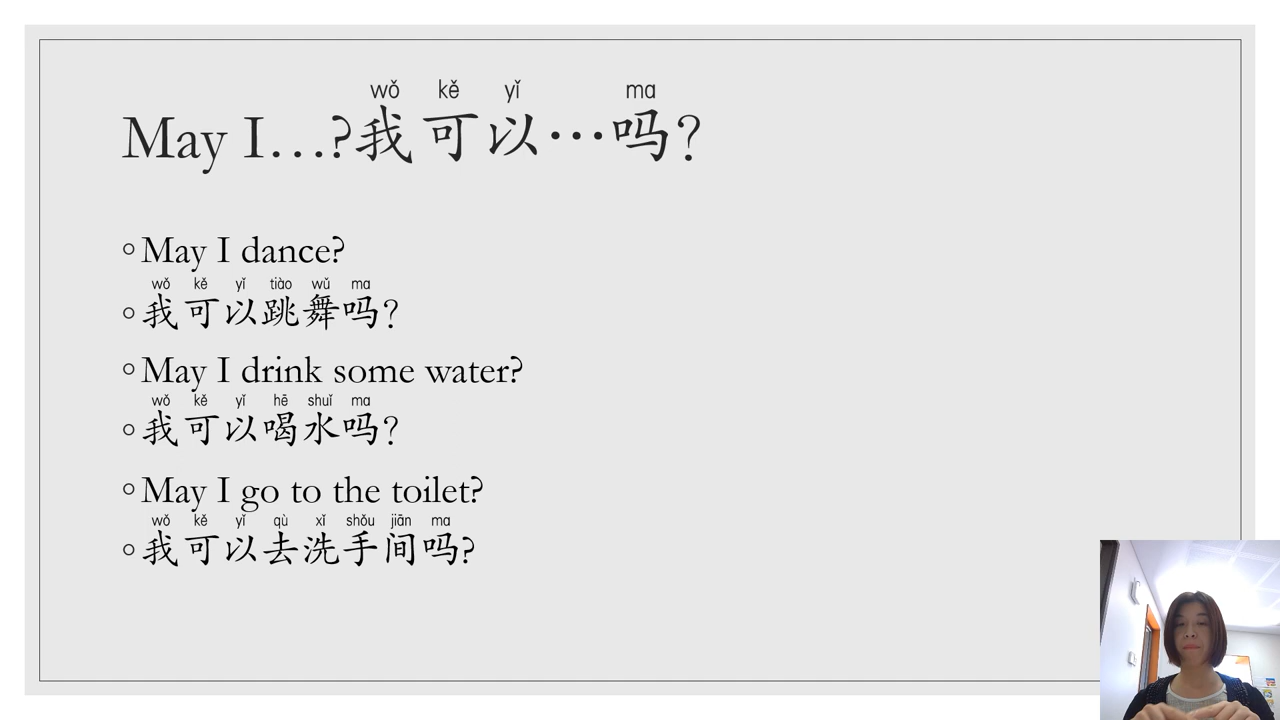 wǒ kě yǐ ma
May I…?我可以…吗?
May I dance?
wǒ kě yǐ tiào wǔ ma
我可以跳舞吗?
May I drink some water?
wǒ kě yǐ hē shuǐ ma
我可以喝水吗?
May I go to the toilet?
wǒ kě yǐ qù xǐ shǒu jiān ma
我可以去洗手间吗?